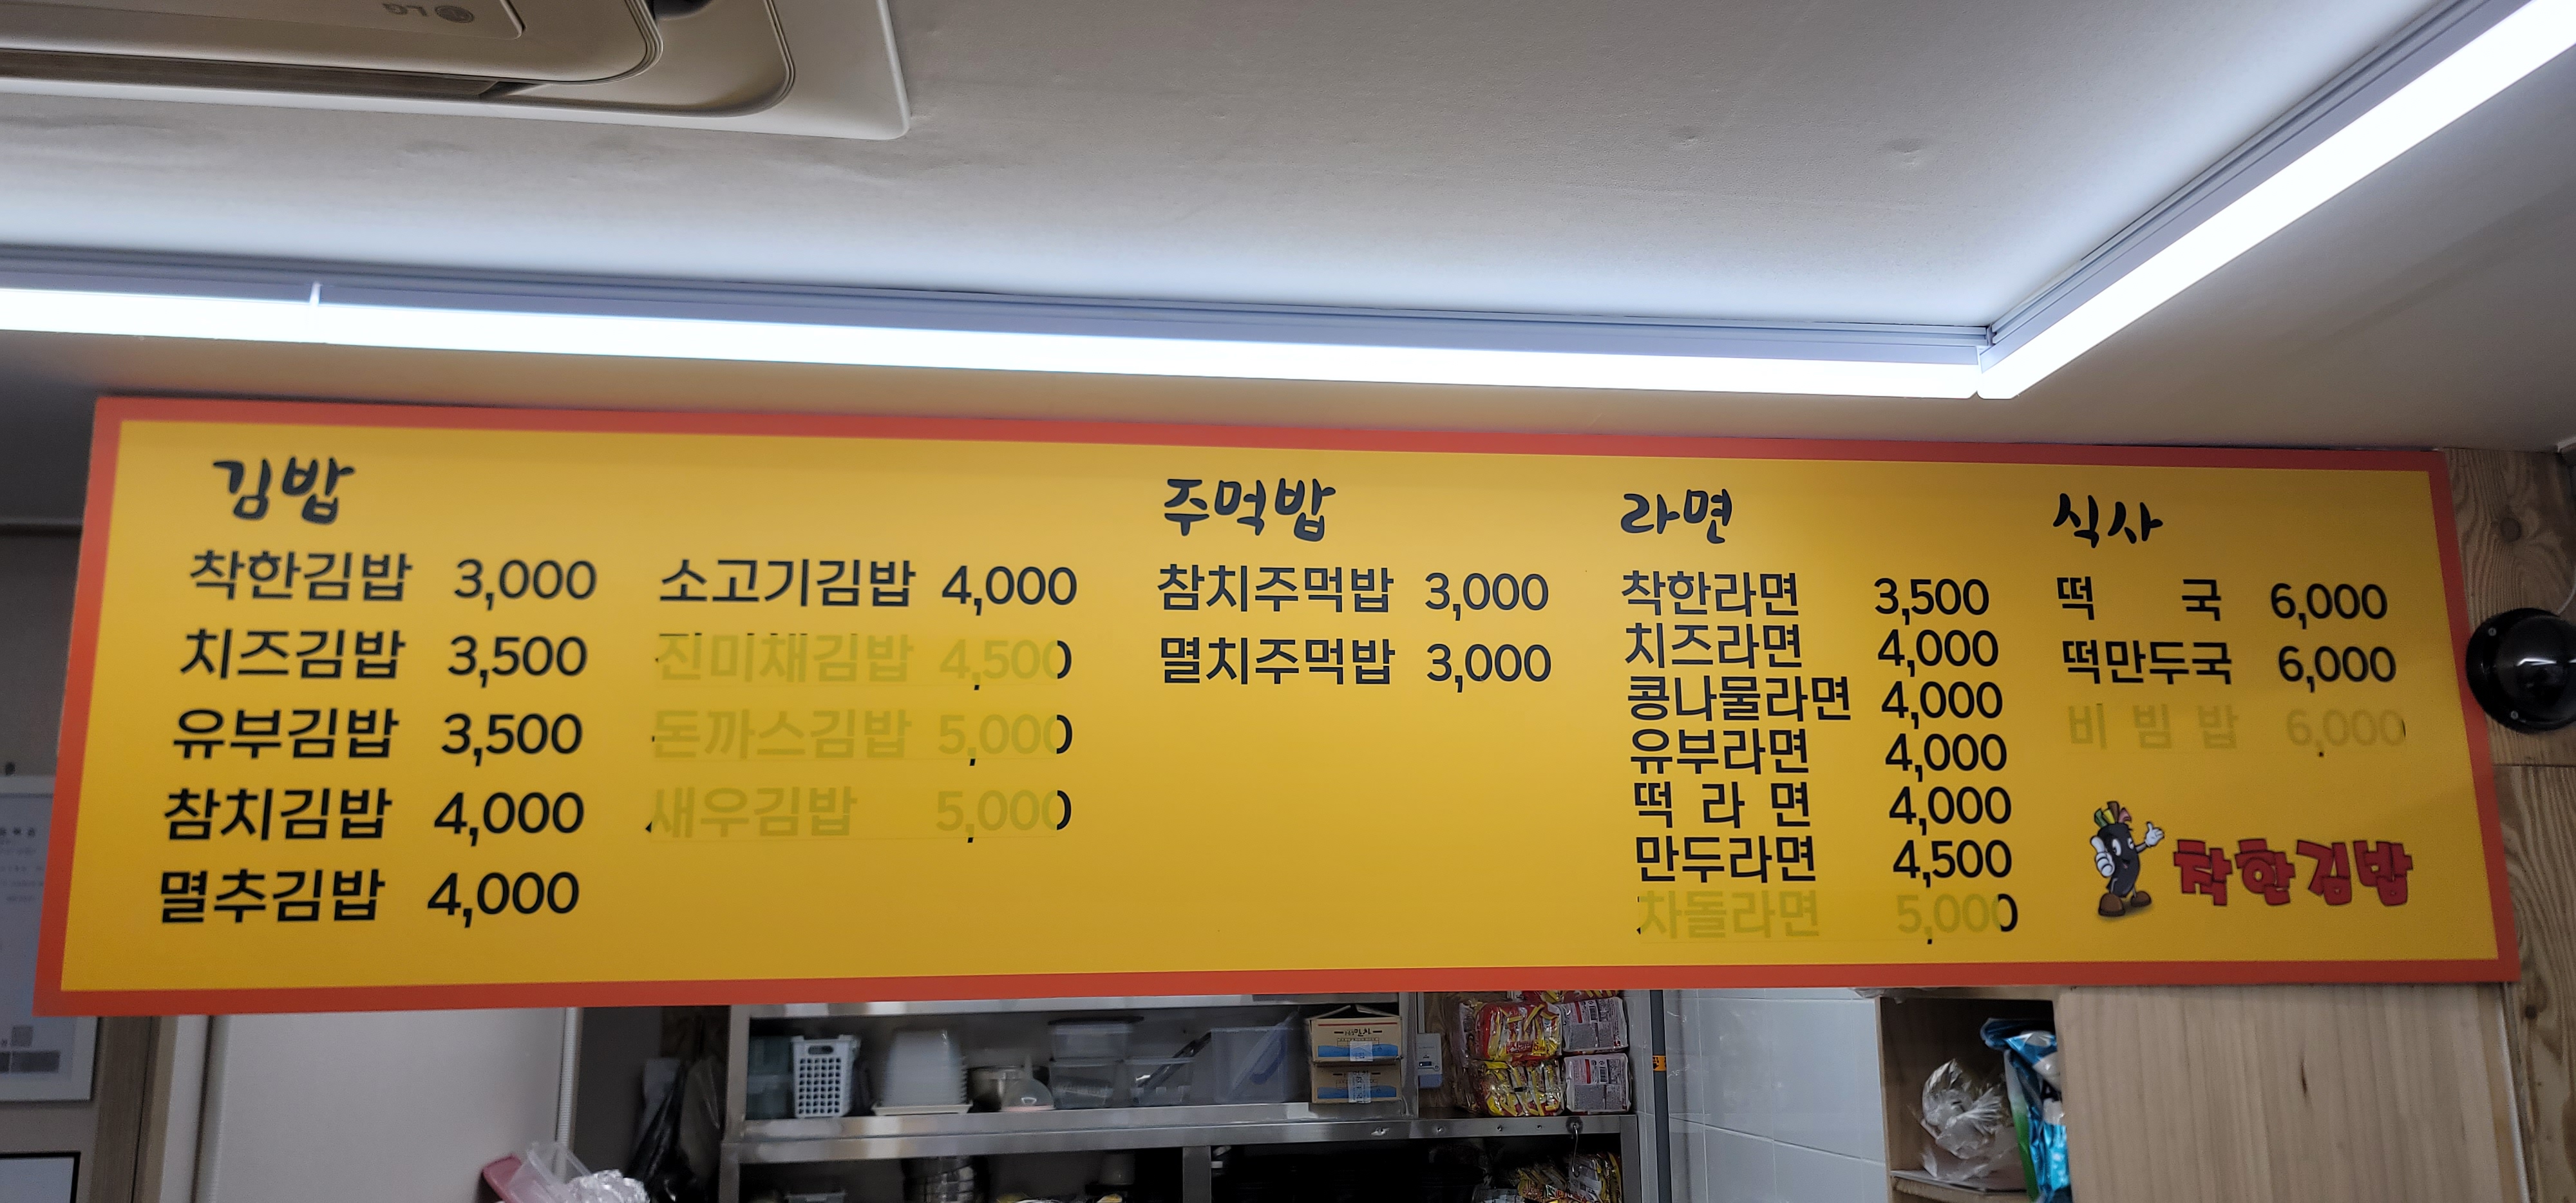 LG
김밥
착한김밥 3,000
치즈김밥 3,500
유부김밥 3,500
참치김밥 4,000
멸추김밥 4,000
소고기김밥 4,000
진미채김밥 4,500
돈까스김밥 5,000
새우김밥 5,000
주먹밥
참치주먹밥 3,000
멸치주먹밥 3,000
라면
착한라면 3,500
치즈라면 4,000
콩나물라면 4,000
유부라면 4,000
떡 라 면 4,000
만두라면 4,500
차돌라면 5,000
식사
떡 국 6,000
떡만두국 6,000
비 빔 밥 6,000
착한김밥